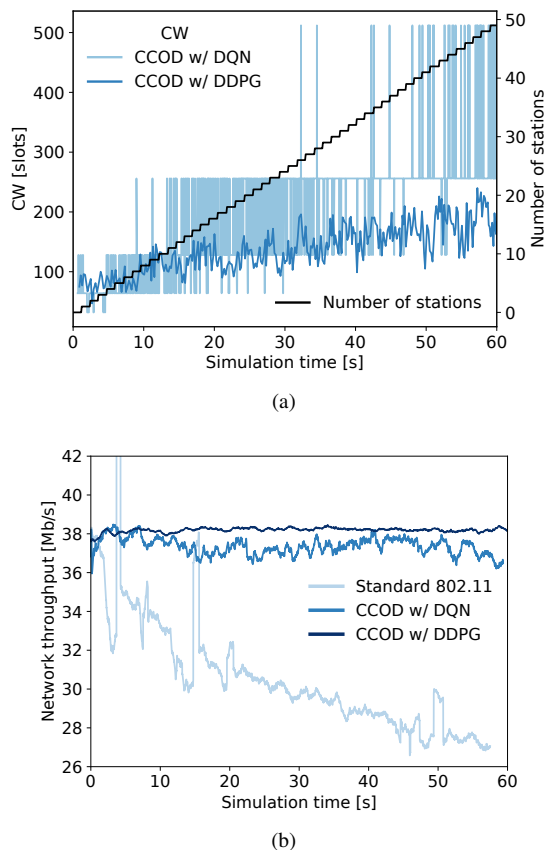 CW
CCOD w/ DQN
CCOD w/ DDPG
Number of stations
500
400
300
200
100
CW [slots]
50
40
30
20
10
0
Number of stations
0 10 20 30 40 50 60
Simulation time [s]
(a)
42
40
38
36
34
32
30
28
26
Network throughput [Mb/s]
Standard 802.11
CCOD w/ DQN
CCOD w/ DDPG
0 10 20 30 40 50 60
Simulation time [s]
(b)